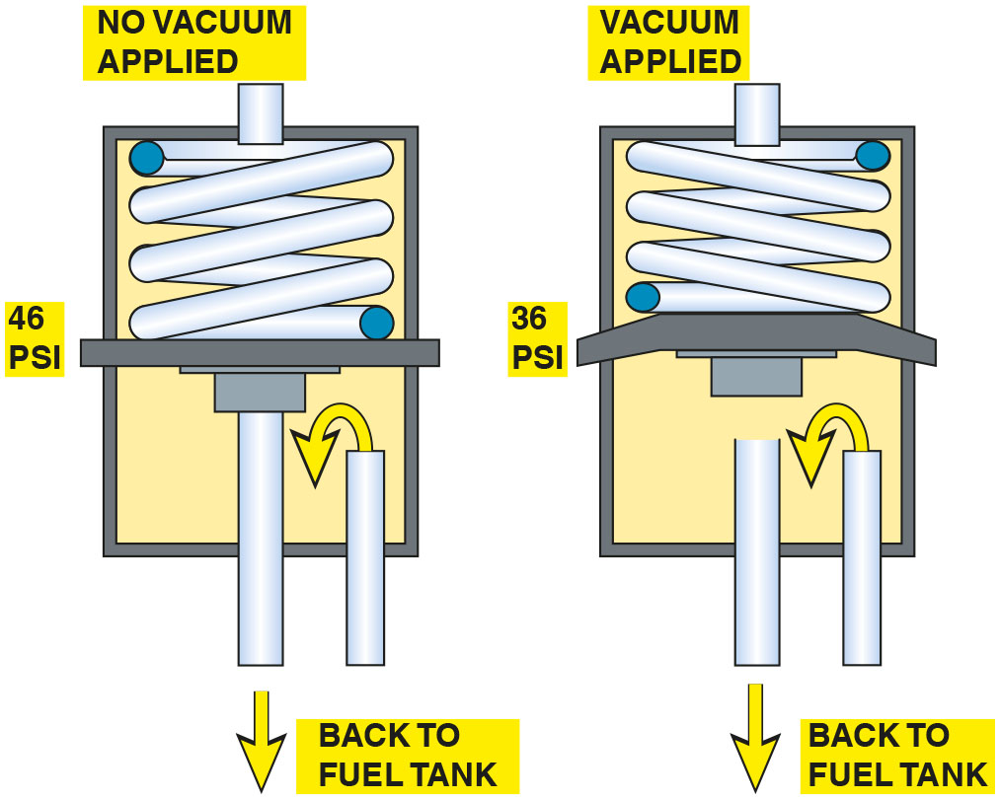 NO VACUUM
APPLIED
VACUUM
APPLIED
46
PSI
36
PSI
BACK TO
FUEL TANK
BACK TO
FUEL TANK